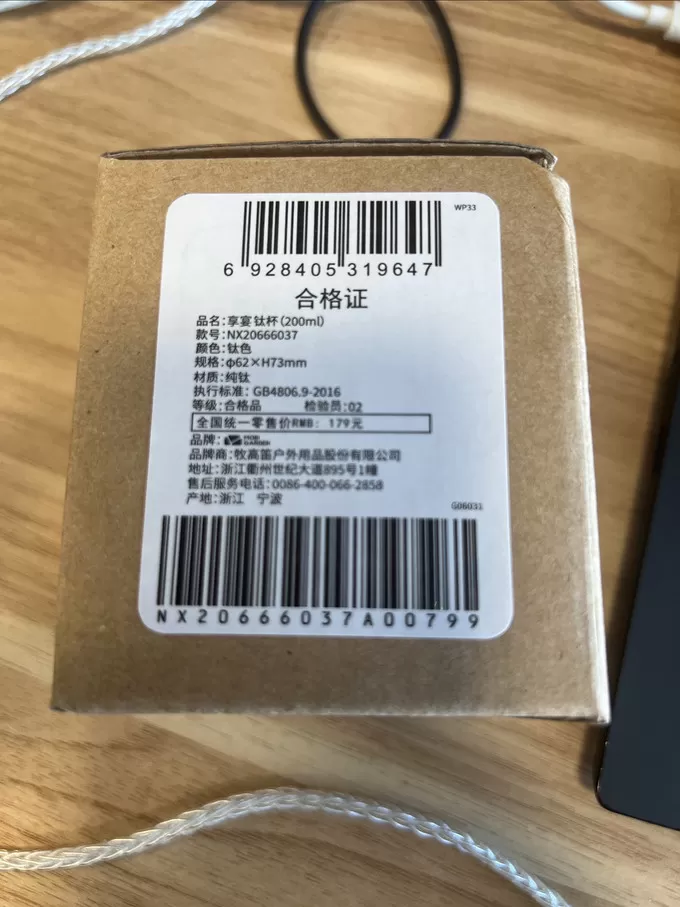 WP33
6 928405 319647
合格证
品名:享宴钛杯(200ml)
款号:NX20666037
颜色:钛色
规格:φ62×H73mm
材质:纯钛
执行标准: GB4806.9-2016
等级:合格品 检验员:02
全国统一零售价RMB: 179元
品牌: MOBI GARDEN
品牌商:牧高笛户外用品股份有限公司
地址:浙江衢州世纪大道895号1幢
售后服务电话:0086-400-066-2858
产地:浙江 宁波
G06031
NX20666037A00799